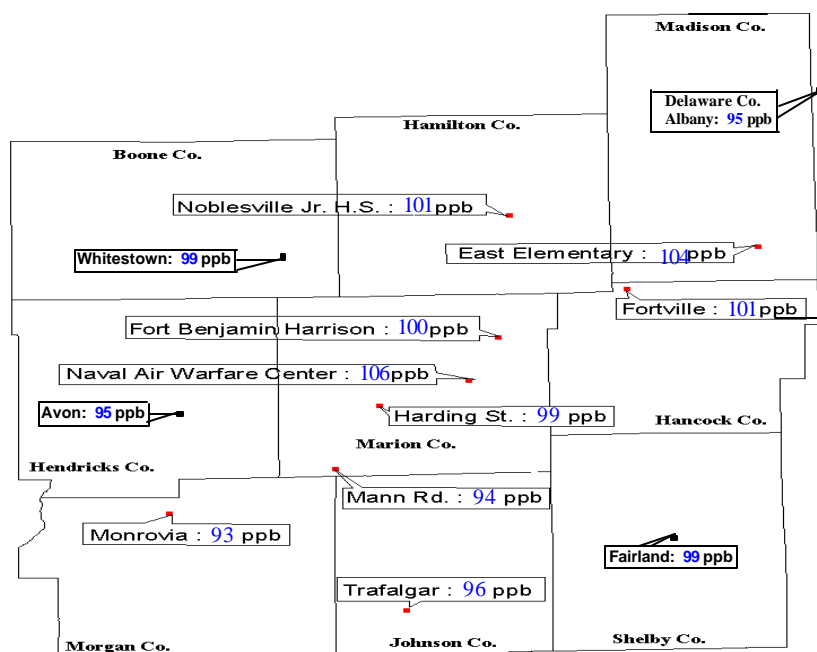 Madison Co.
Delaware Co.
Albany: 95 ppb
Hamilton Co.
Boone Co.
Noblesville Jr. H.S. : 101ppb
East Elementary : 104ppb
Whitestown: 99 ppb
Fortville : 101 ppb
Fort Benjamin Harrison : 100ppb
Naval Air Warfare Center : 106ppb
Avon: 95 ppb
Harding St. : 99 ppb
Hancock Co.
Marion Co.
Hendricks Co.
Mann Rd. : 94 ppb
Monrovia : 93 ppb
Fairland: 99 ppb
Trafalgar : 96 ppb
Shelby Co.
Johnson Co.
Morgan Co.